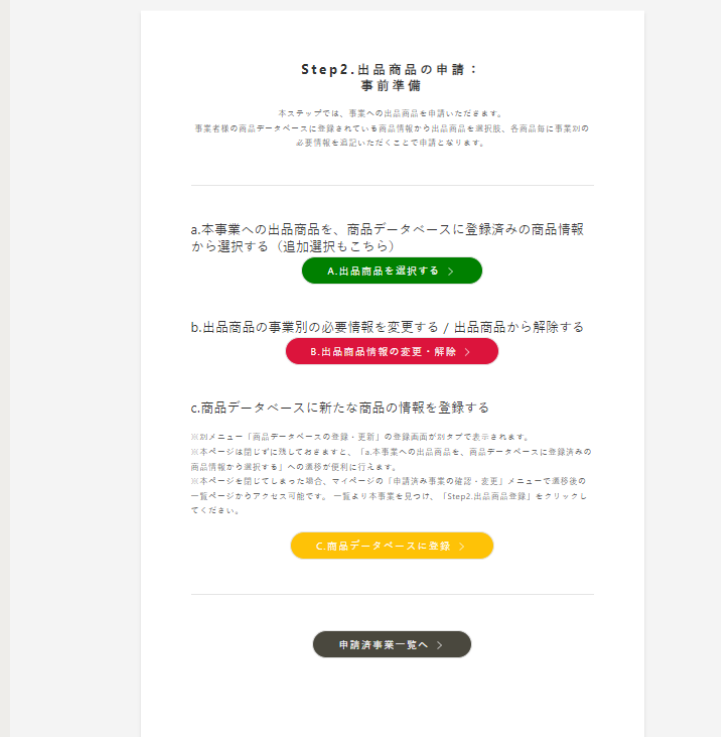 Step2.出品商品の申請：
事前準備
本ステップでは、事業への出品商品を申請いただきます。
事業者様の商品データベースに登録されている商品情報から出品商品を選択後、各商品毎に事業別の
必要情報を追記いただくことで申請となります。
a.本事業への出品商品を、商品データベースに登録済みの商品情報
から選択する（追加選択もこちら）
A.出品商品を選択する
b.出品商品の事業別の必要情報を変更する / 出品商品から解除する
B.出品商品情報の変更・解除
c.商品データベースに新たな商品の情報を登録する
※別メニュー「商品データベースの登録・更新」の登録画面が別タブで表示されます。
※本ページは閉じずに残しておきますと、「a.本事業への出品商品を、商品データベースに登録済みの
商品情報から選択する」への遷移が便利に行えます。
※本ページを閉じてしまった場合、マイページの「申請済み事業の確認・変更」メニューで遷移後の
一覧ページからアクセス可能です。 一覧より本事業を見つけ、「Step2.出品商品登録」をクリックし
てください。
C.商品データベースに登録
申請済事業一覧へ